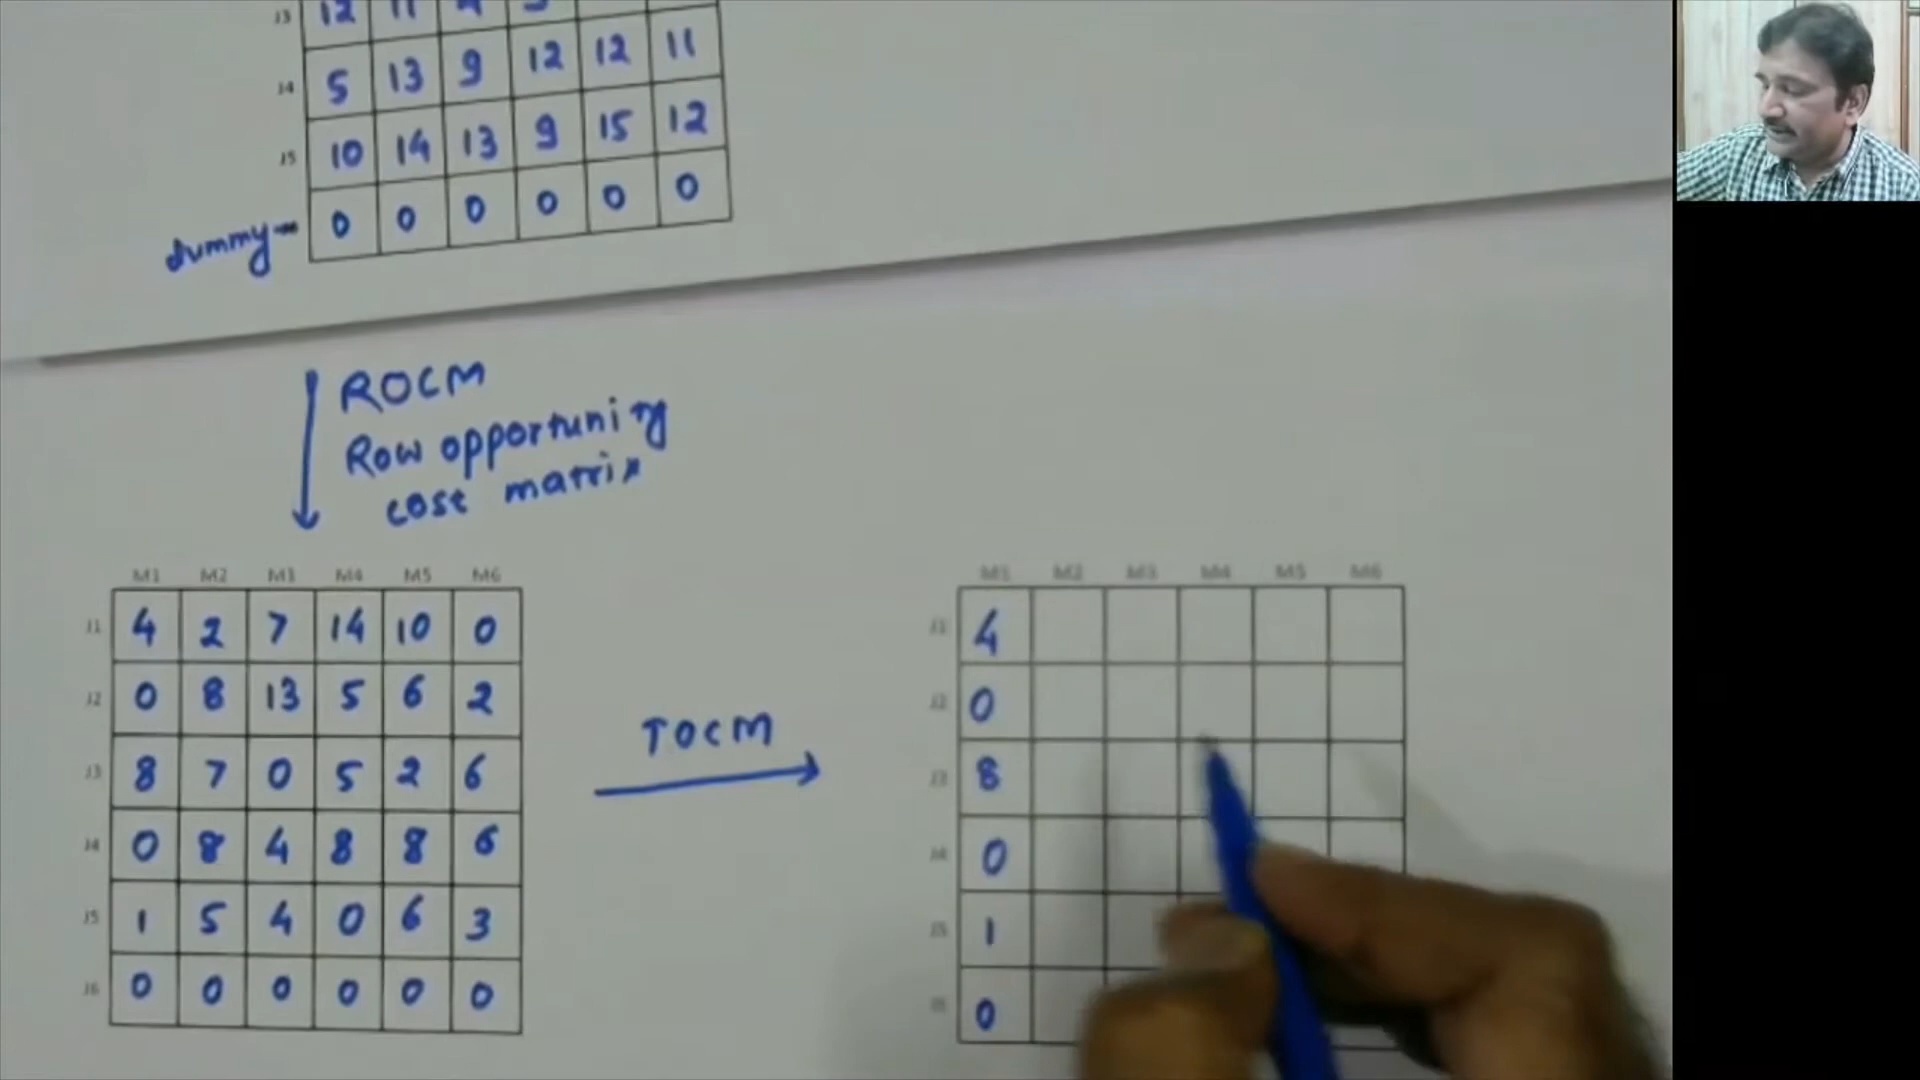 J3 12 11
J4 5 13 9 12 12 11
J5 10 14 13 9 15 12
dummy- 0 0 0 0 0 0
ROCM
Row opportunity
cost matrix
M1 M2 M3 M4 M5 M6
J1 4 2 7 14 10 0
J2 0 8 13 5 6 2
J3 8 7 0 5 2 6
J4 0 8 4 8 8 6
J5 1 5 4 0 6 3
J6 0 0 0 0 0 0
TOCM
M1 M2 M3 M4 M5 M6
J1 4
J2 0
J3 8
J4 0
J5 1
0